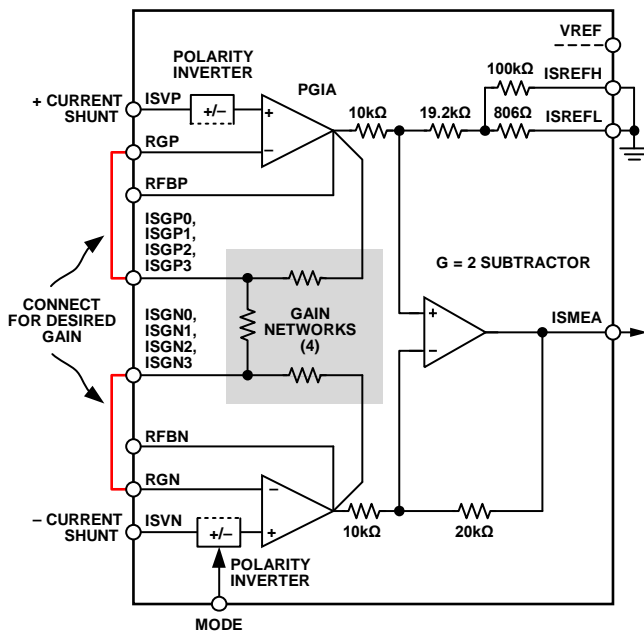 VREF
POLARITY
INVERTER
PGIA
100kΩ
ISREFH
+ CURRENT
SHUNT
ISVP
+/–
+
–
10kΩ
19.2kΩ
806Ω
ISREFL
RGP
RFBP
ISGP0,
ISGP1,
ISGP2,
ISGP3
G = 2 SUBTRACTOR
CONNECT
FOR DESIRED
GAIN
ISGN0,
ISGN1,
ISGN2,
ISGN3
GAIN
NETWORKS
(4)
+
–
ISMEA
RFBN
RGN
–
+
– CURRENT
SHUNT
ISVN
+/–
10kΩ
20kΩ
POLARITY
INVERTER
MODE